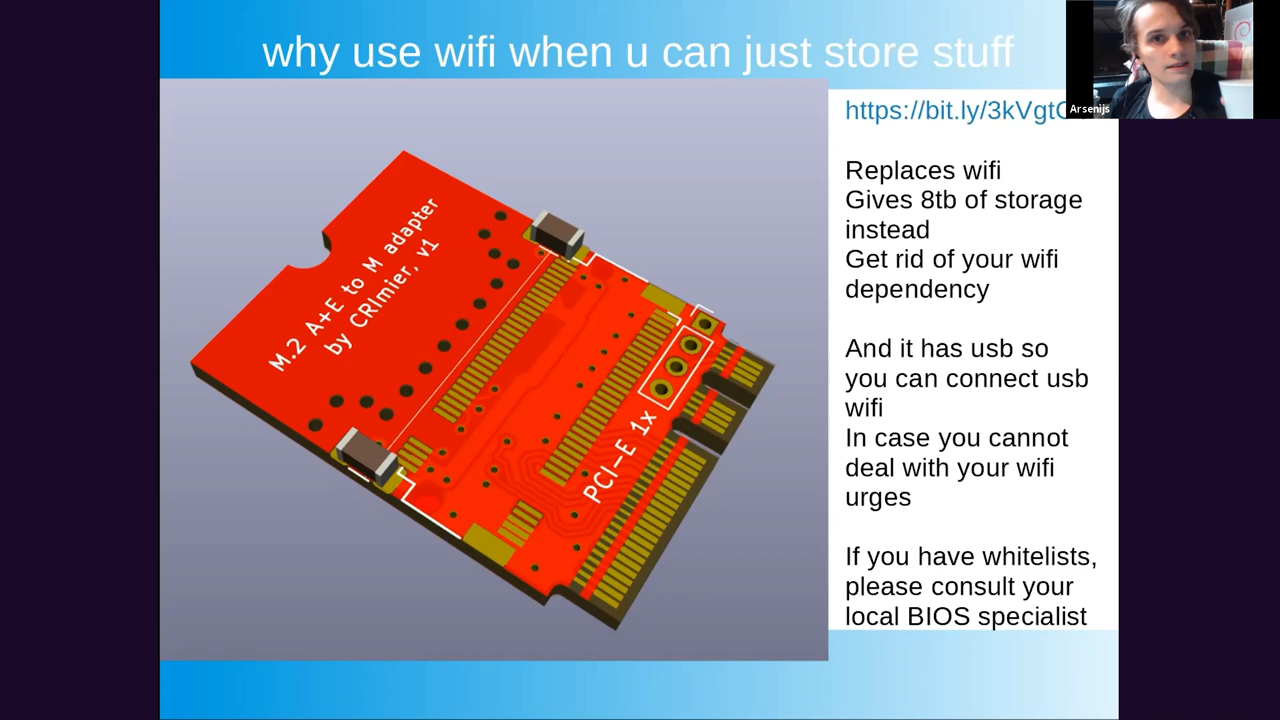 why use wifi when u can just store stuff
Arsenijs
Replaces wifi
Gives 8tb of storage
instead
Get rid of your wifi
dependency
And it has usb so
you can connect usb
wifi
In case you cannot
deal with your wifi
urges
If you have whitelists,
please consult your
local BIOS specialist
M.2 A+E to M adapter
by CRImier, v1
PCI-E 1x